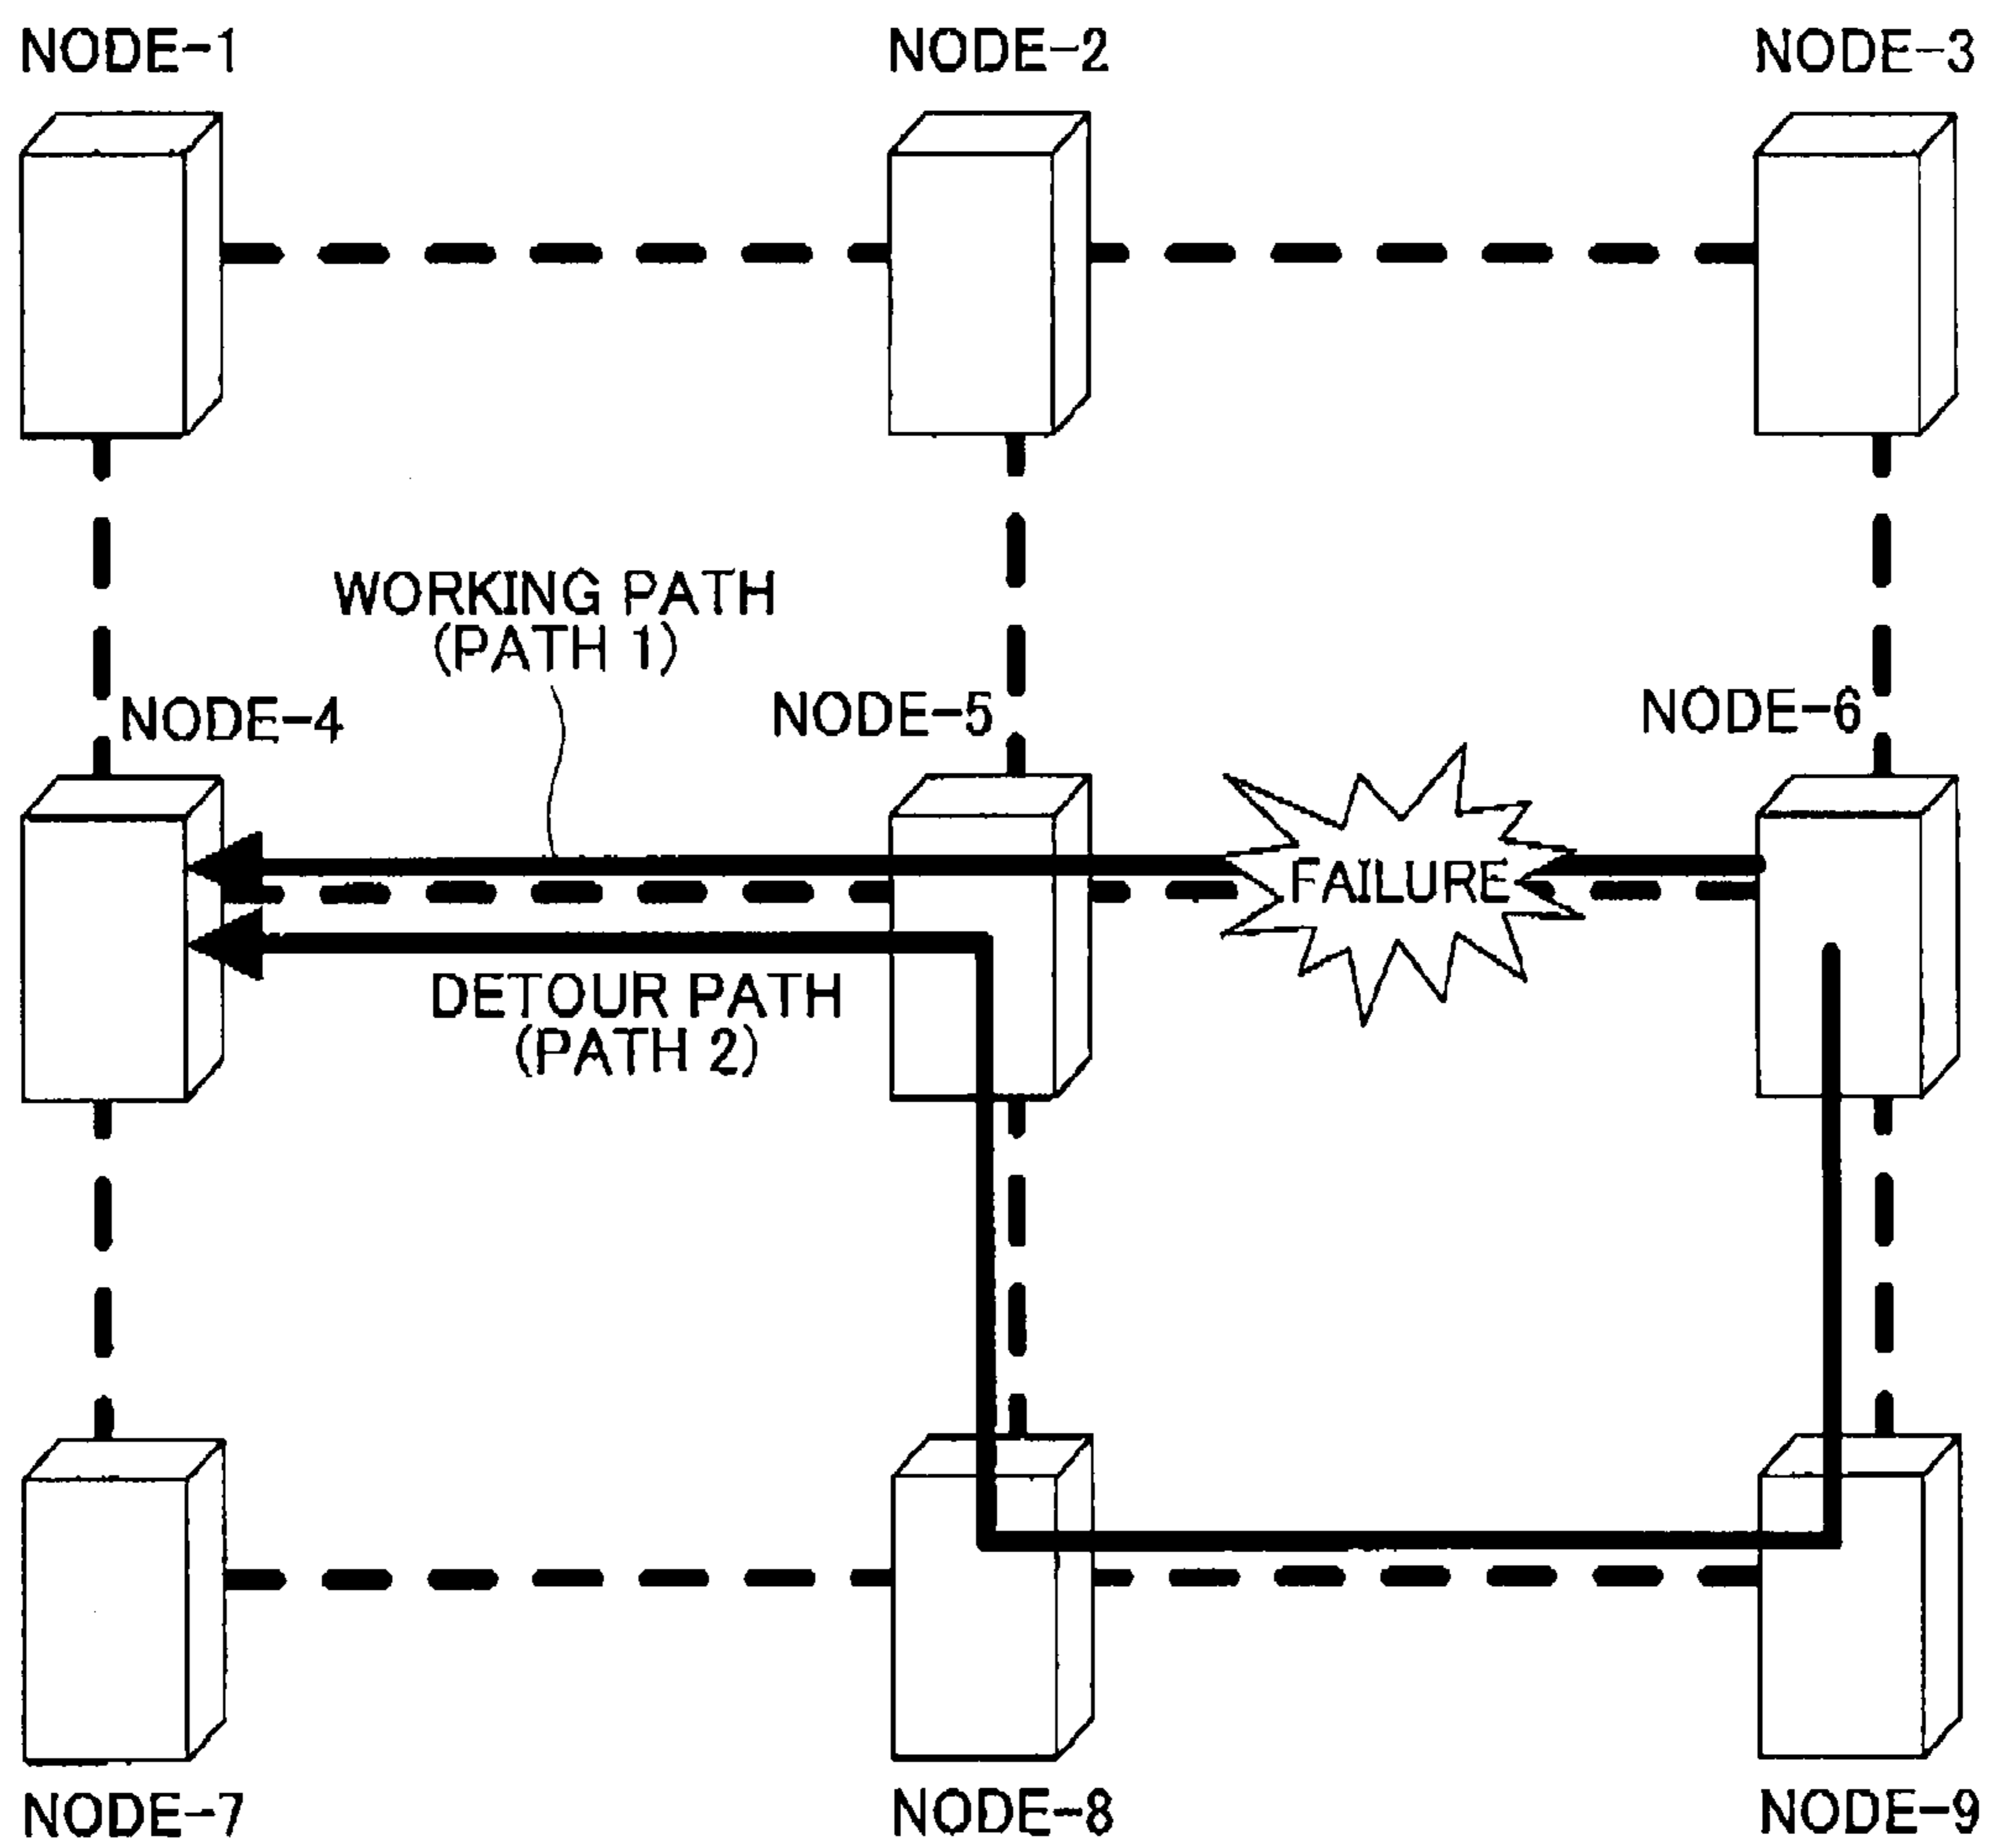 NODE-1
NODE-2
NODE-3
WORKING PATH
(PATH 1)
NODE-4
NODE-5
NODE-6
FAILURE
DETOUR PATH
(PATH 2)
NODE-7
NODE-8
NODE-9